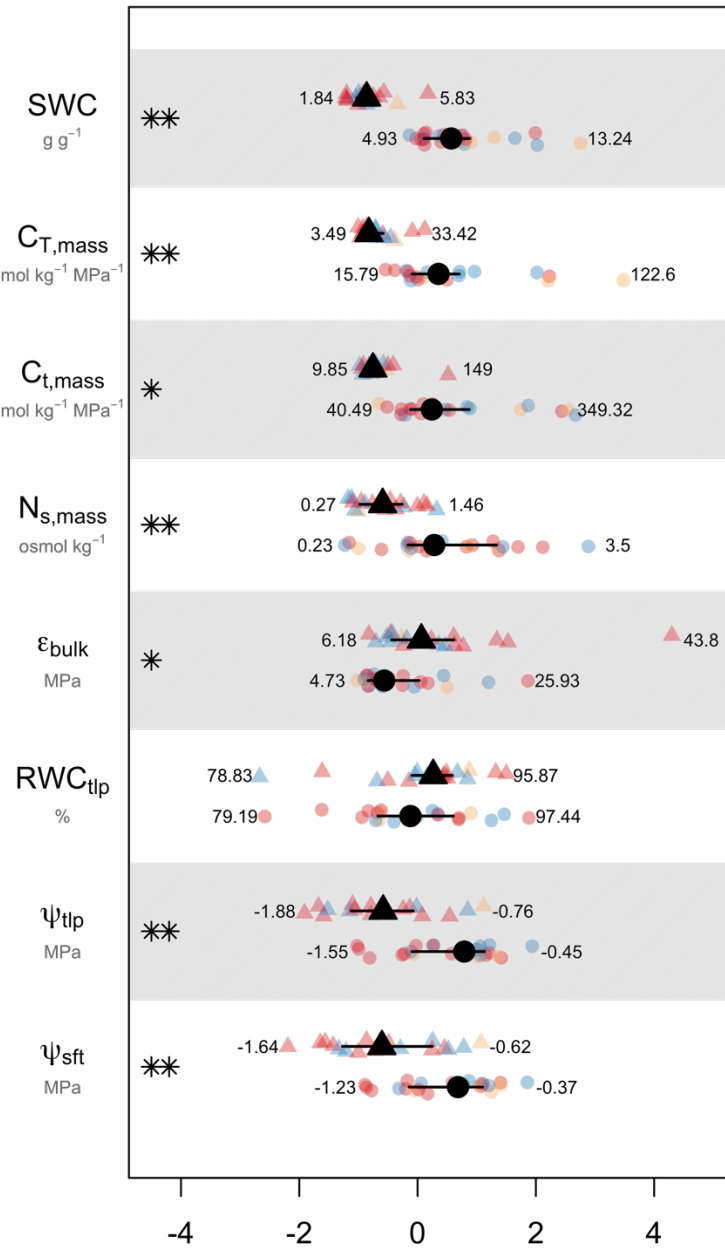 SWC
g g⁻¹
**
1.84
5.83
4.93
13.24
C_T,mass
mol kg⁻¹ MPa⁻¹
**
3.49
33.42
15.79
122.6
C_t,mass
mol kg⁻¹ MPa⁻¹
*
9.85
149
40.49
349.32
N_s,mass
osmol kg⁻¹
**
0.27
1.46
0.23
3.5
ε_bulk
MPa
*
6.18
43.8
4.73
25.93
RWC_tlp
%
78.83
95.87
79.19
97.44
ψ_tlp
MPa
**
-1.88
-0.76
-1.55
-0.45
ψ_sft
MPa
**
-1.64
-0.62
-1.23
-0.37
-4 -2 0 2 4